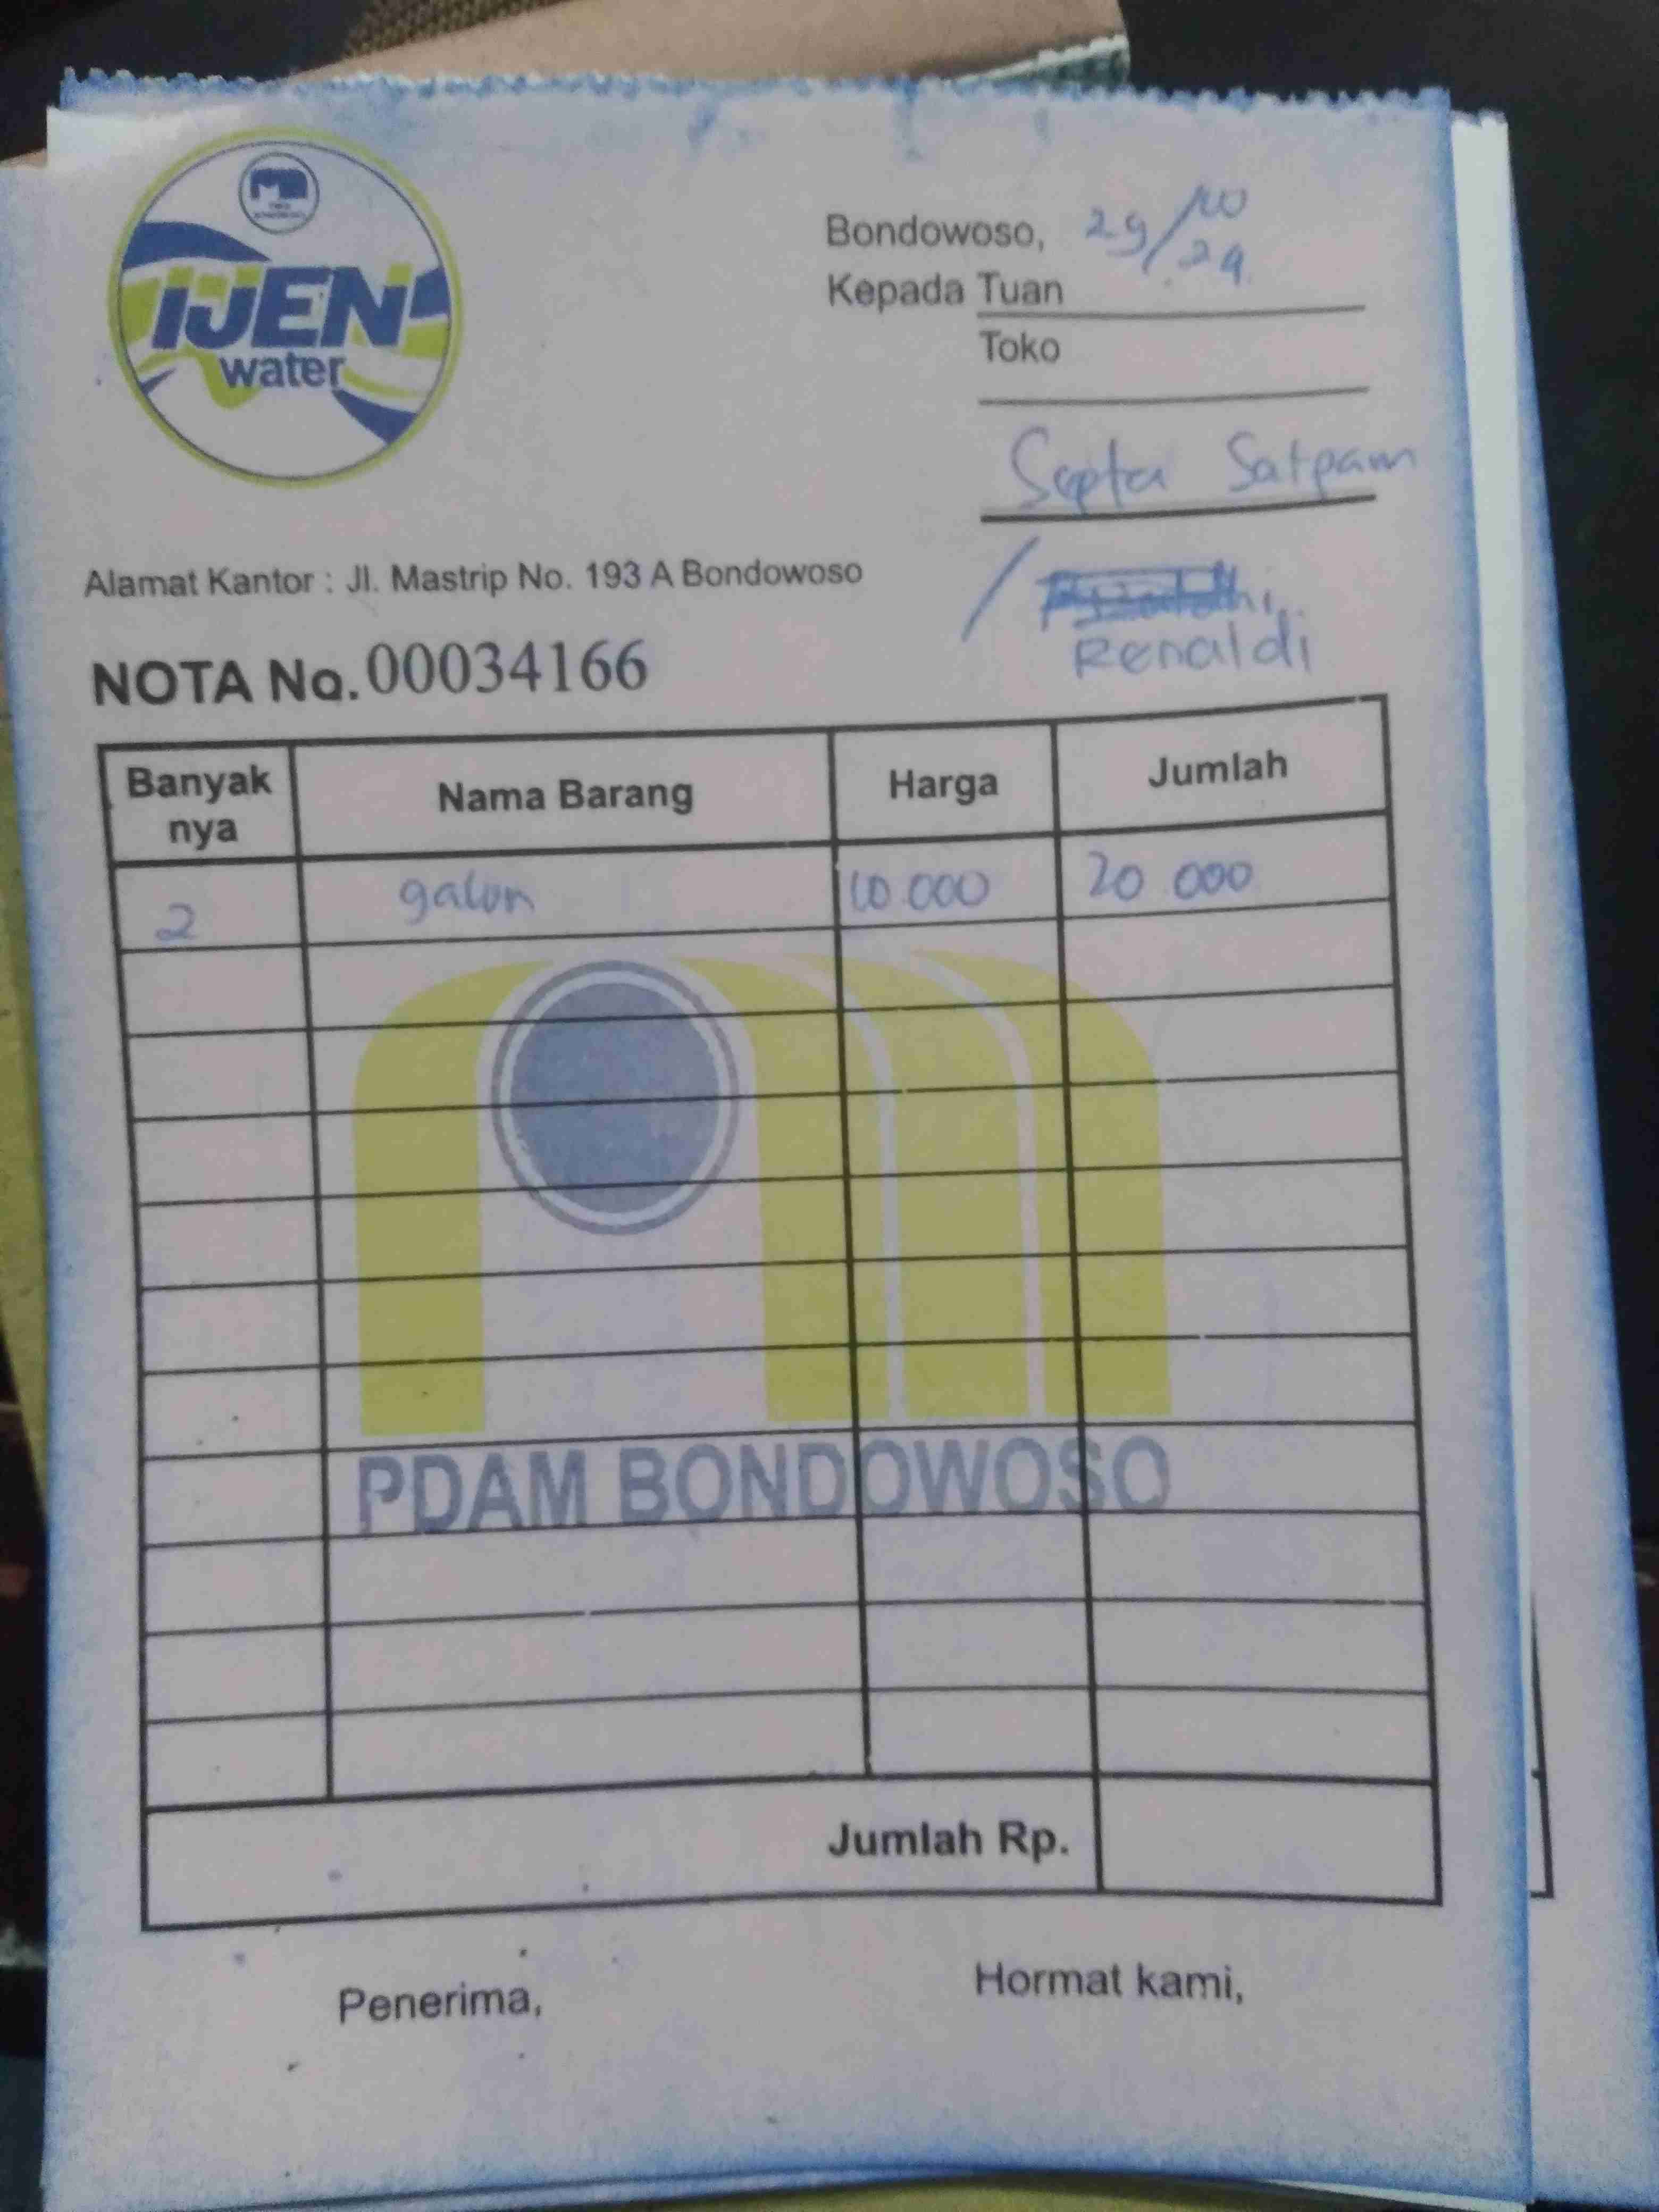 IJEN
water
Bondowoso, 29/10
24
Kepada Tuan
Toko
Septa Satpam
/
Renaldi
Alamat Kantor : Jl. Mastrip No. 193 A Bondowoso
NOTA No. 00034166
Banyak nya Nama Barang Harga Jumlah
2 galon 10.000 20 000
PDAM BONDOWOSO
Jumlah Rp.
Penerima, Hormat kami,